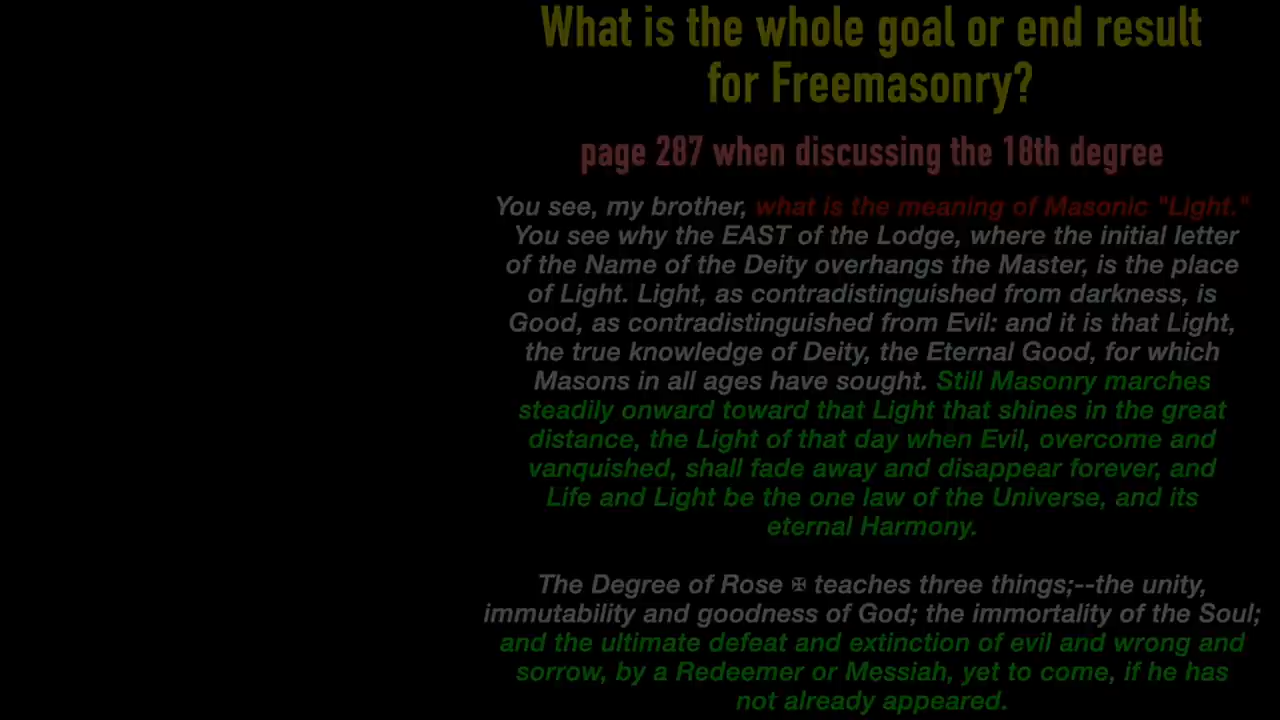 What is the whole goal or end result
for Freemasonry?
page 287 when discussing the 18th degree
You see, my brother, what is the meaning of Masonic "Light."
You see why the EAST of the Lodge, where the initial letter
of the Name of the Deity overhangs the Master, is the place
of Light. Light, as contradistinguished from darkness, is
Good, as contradistinguished from Evil: and it is that Light,
the true knowledge of Deity, the Eternal Good, for which
Masons in all ages have sought. Still Masonry marches
steadily onward toward that Light that shines in the great
distance, the Light of that day when Evil, overcome and
vanquished, shall fade away and disappear forever, and
Life and Light be the one law of the Universe, and its
eternal Harmony.
The Degree of Rose ✠ teaches three things;--the unity,
immutability and goodness of God; the immortality of the Soul;
and the ultimate defeat and extinction of evil and wrong and
sorrow, by a Redeemer or Messiah, yet to come, if he has
not already appeared.